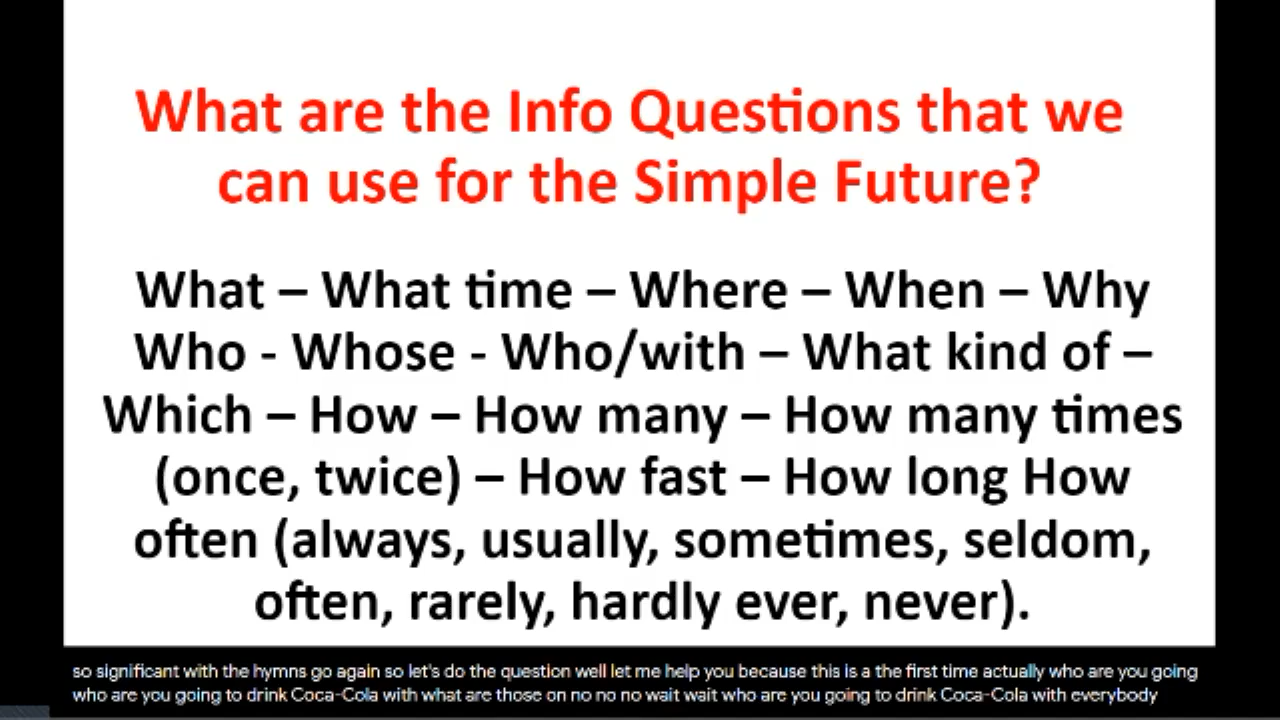 What are the Info Questions that we
can use for the Simple Future?
What – What time – Where – When – Why
Who - Whose - Who/with – What kind of –
Which – How – How many – How many times
(once, twice) – How fast – How long How
often (always, usually, sometimes, seldom,
often, rarely, hardly ever, never).
so significant with the hymns go again so let's do the question well let me help you because this is a the first time actually who are you going
who are you going to drink Coca-Cola with what are those on no no no wait wait who are you going to drink Coca-Cola with everybody